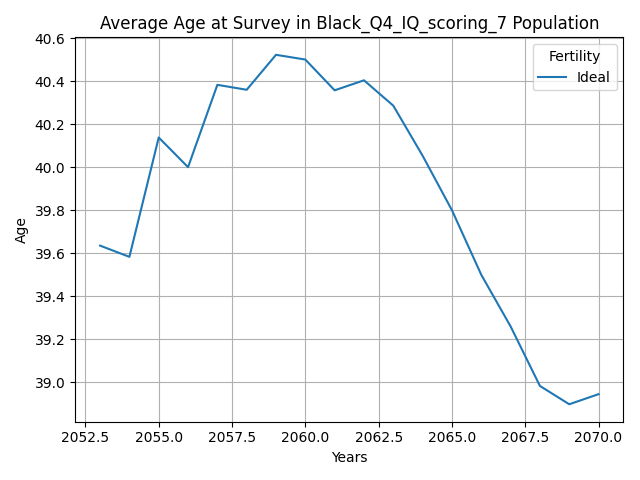 Average Age at Survey in Black_Q4_IQ_scoring_7 Population
Fertility
Ideal
Age
40.6
40.4
40.2
40.0
39.8
39.6
39.4
39.2
39.0
2052.5 2055.0 2057.5 2060.0 2062.5 2065.0 2067.5 2070.0
Years